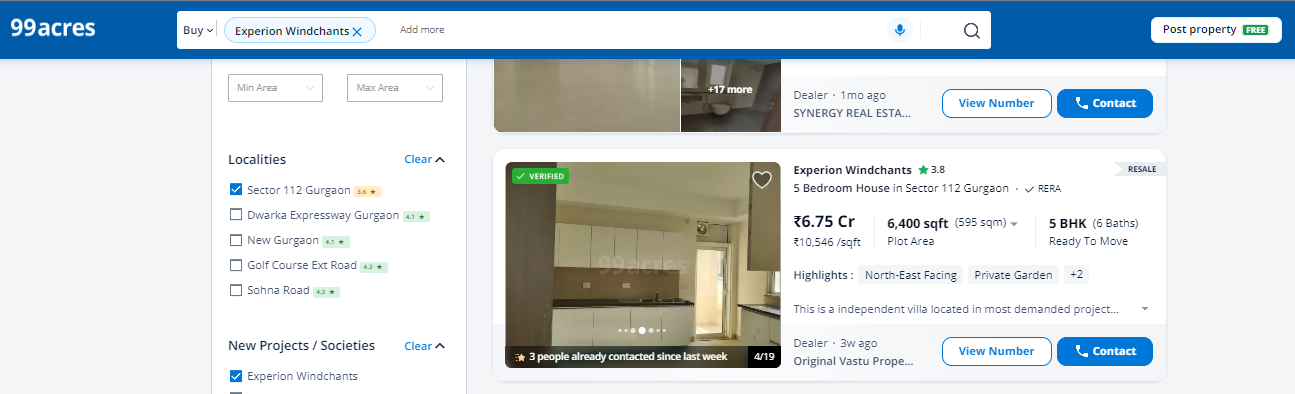 99acres
Buy
Experion Windchants
Add more
Post property FREE
Min Area
Max Area
Localities
Clear
Sector 112 Gurgaon 3.6 ★
Dwarka Expressway Gurgaon 4.1 ★
New Gurgaon 4.1 ★
Golf Course Ext Road 4.3 ★
Sohna Road 4.3 ★
New Projects / Societies
Clear
Experion Windchants
+17 more
Dealer · 1mo ago
SYNERGY REAL ESTA...
View Number
Contact
VERIFIED
99acres
3 people already contacted since last week
4/19
Experion Windchants ★ 3.8
RESALE
5 Bedroom House in Sector 112 Gurgaon · ✓ RERA
₹6.75 Cr
₹10,546 /sqft
6,400 sqft (595 sqm)
Plot Area
5 BHK (6 Baths)
Ready To Move
Highlights : North-East Facing Private Garden +2
This is a independent villa located in most demanded project...
Dealer · 3w ago
Original Vastu Prope...
View Number
Contact